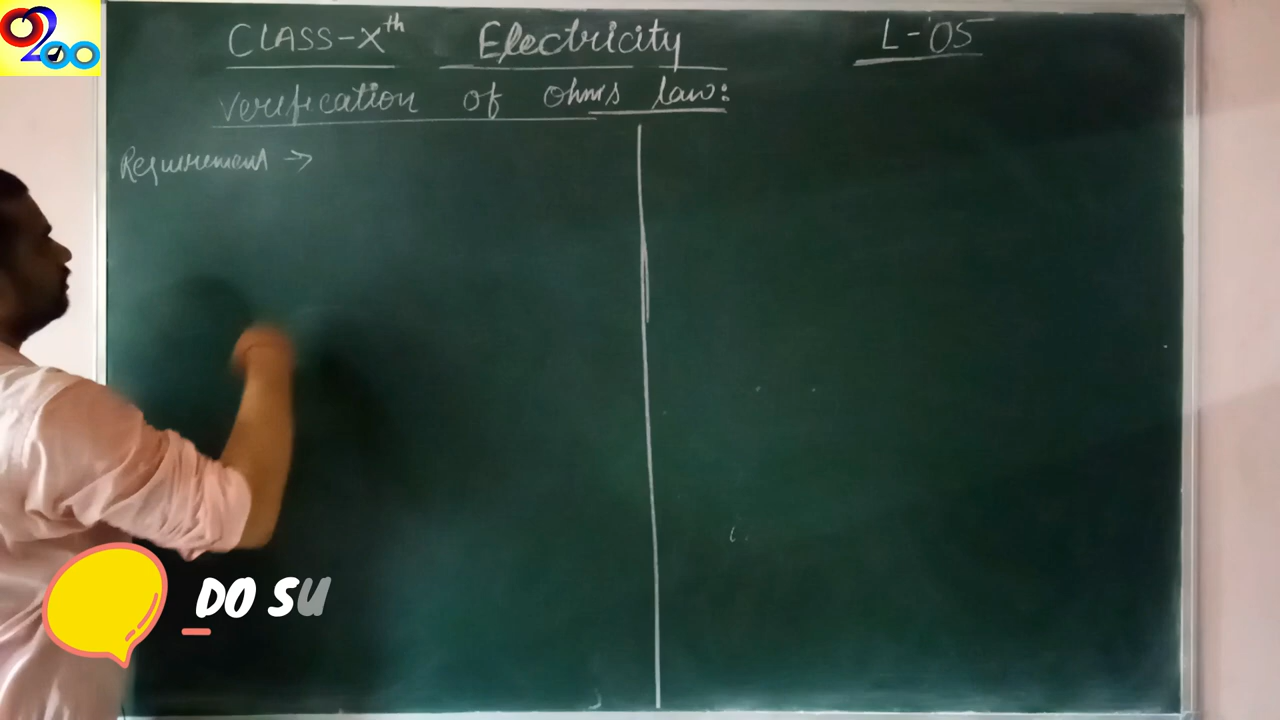 CLASS-Xth Electricity L-05
Verification of ohms law:
Requirement →
DO SU